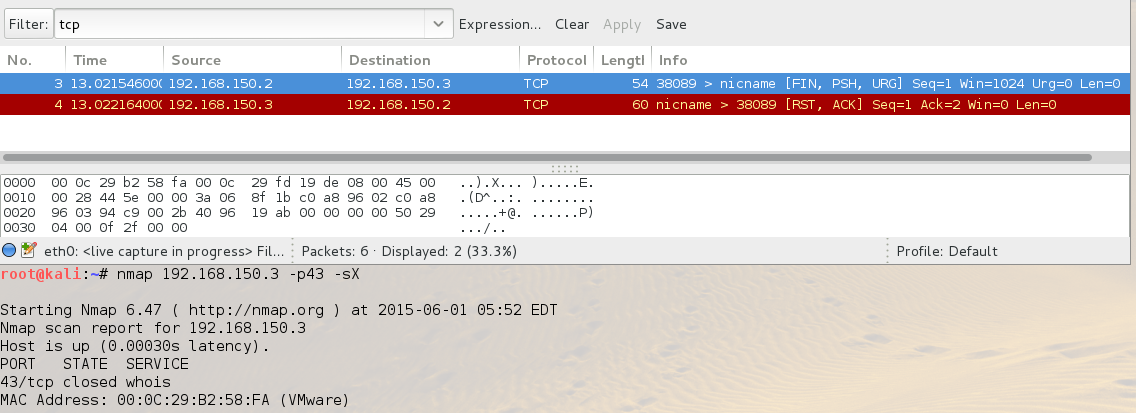 Filter: tcp Expression... Clear Apply Save
No. Time Source Destination Protocol Lengtl Info
3 13.021546000 192.168.150.2 192.168.150.3 TCP 54 38089 > nicname [FIN, PSH, URG] Seq=1 Win=1024 Urg=0 Len=0
4 13.022164000 192.168.150.3 192.168.150.2 TCP 60 nicname > 38089 [RST, ACK] Seq=1 Ack=2 Win=0 Len=0
0000 00 0c 29 b2 58 fa 00 0c 29 fd 19 de 08 00 45 00 ..).X... ).....E.
0010 00 28 44 5e 00 00 3a 06 8f 1b c0 a8 96 02 c0 a8 .(D^..:. ........
0020 96 03 94 c9 00 2b 40 96 19 ab 00 00 00 00 50 29 .....+@. ......P)
0030 04 00 0f 2f 00 00 .../..
eth0: <live capture in progress> Fil... Packets: 6 · Displayed: 2 (33.3%) Profile: Default
root@kali:~# nmap 192.168.150.3 -p43 -sX
Starting Nmap 6.47 ( http://nmap.org ) at 2015-06-01 05:52 EDT
Nmap scan report for 192.168.150.3
Host is up (0.00030s latency).
PORT STATE SERVICE
43/tcp closed whois
MAC Address: 00:0C:29:B2:58:FA (VMware)